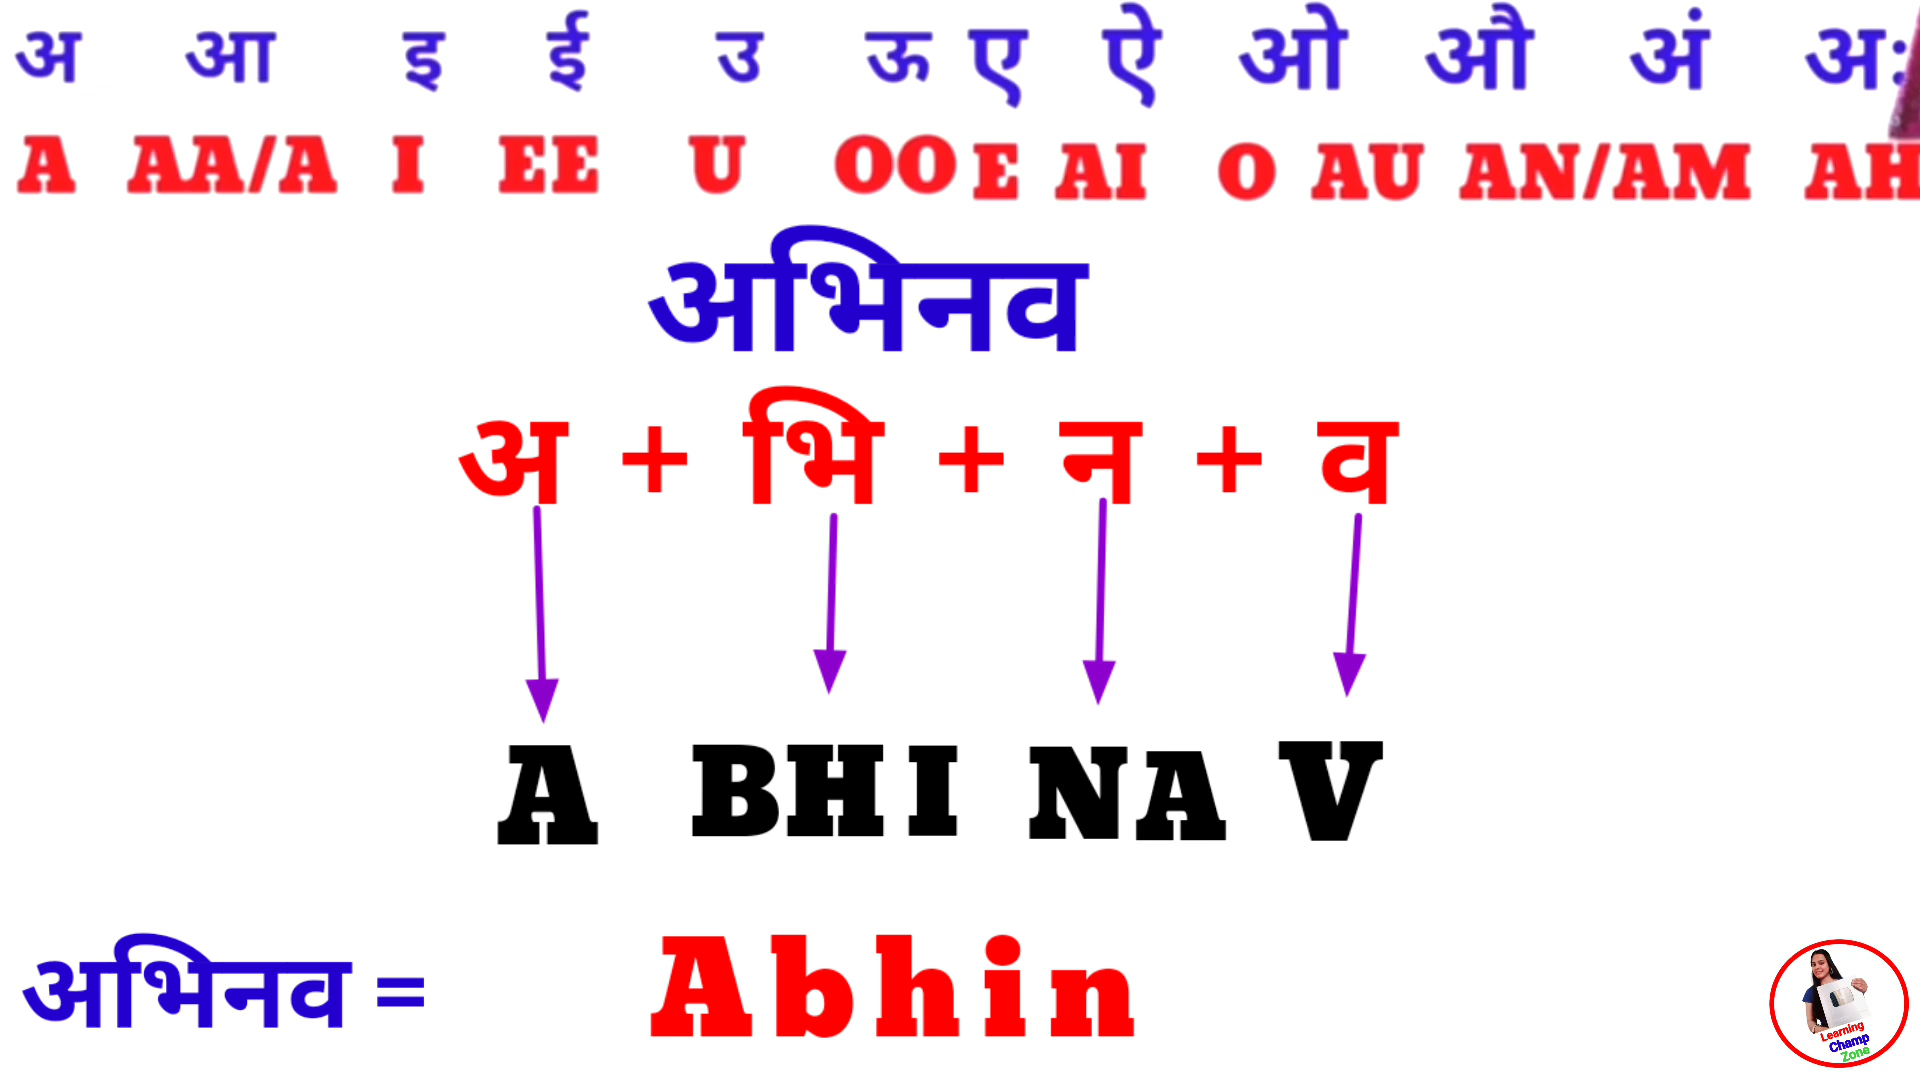 अ आ इ ई उ ऊ ए ऐ ओ औ अं अः
A AA/A I EE U OO E AI O AU AN/AM AH
अभिनव
अ + भि + न + व
A BHI NA V
अभिनव = Abhin
Learning
Champ
Zone